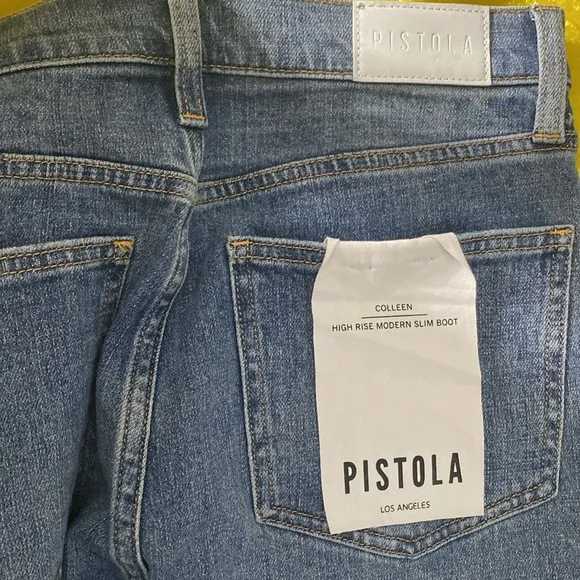 PISTOLA
COLLEEN
HIGH RISE MODERN SLIM BOOT
PISTOLA
LOS ANGELES